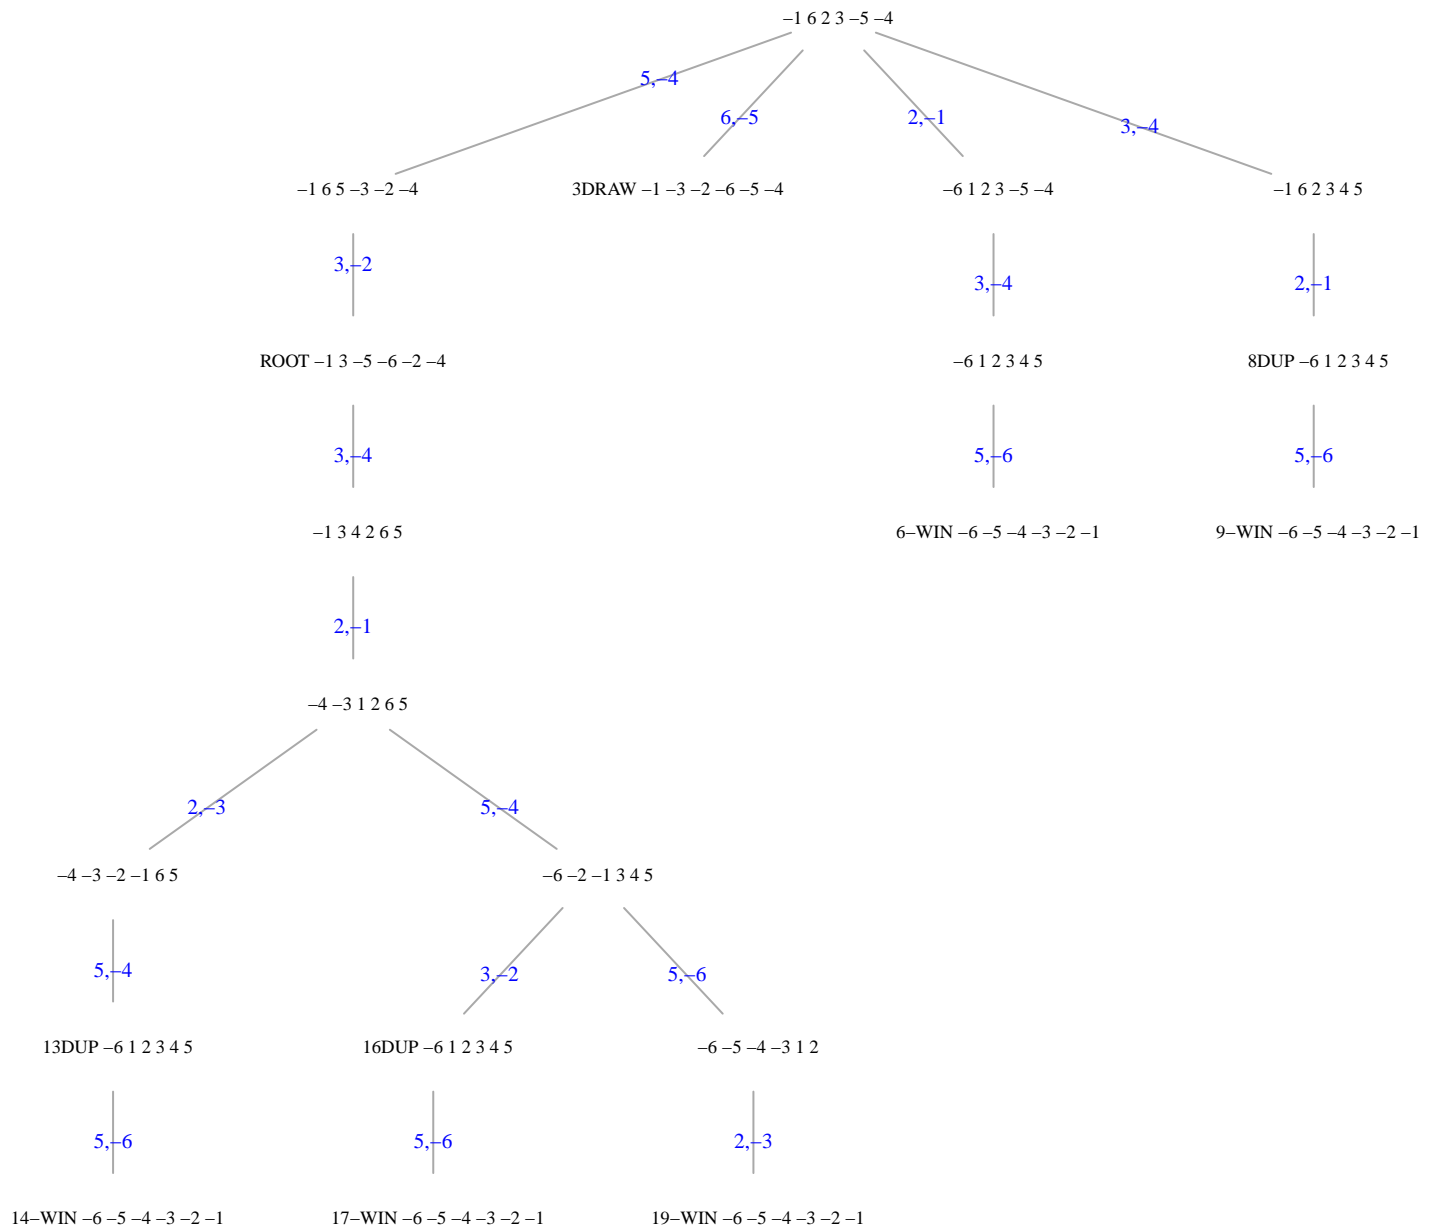 –1 6 2 3 –5 –4
5,–4
6,–5
2,–1
3,–4
–1 6 5 –3 –2 –4
3DRAW –1 –3 –2 –6 –5 –4
–6 1 2 3 –5 –4
–1 6 2 3 4 5
3,–2
3,–4
2,–1
ROOT –1 3 –5 –6 –2 –4
–6 1 2 3 4 5
8DUP –6 1 2 3 4 5
3,–4
5,–6
5,–6
–1 3 4 2 6 5
6–WIN –6 –5 –4 –3 –2 –1
9–WIN –6 –5 –4 –3 –2 –1
2,–1
–4 –3 1 2 6 5
2,–3
5,–4
–4 –3 –2 –1 6 5
–6 –2 –1 3 4 5
5,–4
3,–2
5,–6
13DUP –6 1 2 3 4 5
16DUP –6 1 2 3 4 5
–6 –5 –4 –3 1 2
5,–6
5,–6
2,–3
14–WIN –6 –5 –4 –3 –2 –1
17–WIN –6 –5 –4 –3 –2 –1
19–WIN –6 –5 –4 –3 –2 –1